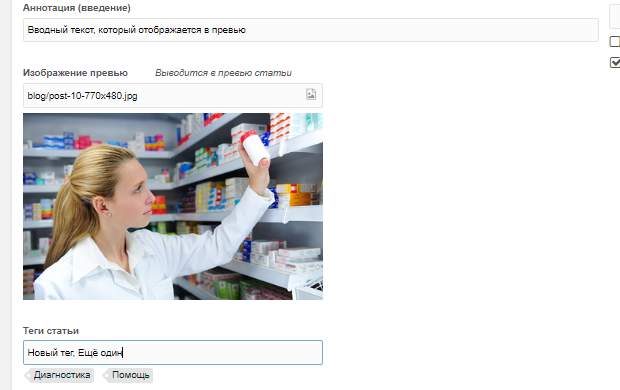 Аннотация (введение)
Вводный текст, который отображается в превью
Изображение превью Выводится в превью статьи
blog/post-10-770x480.jpg
Теги статьи
Новый тег, Ещё один
Диагностика Помощь